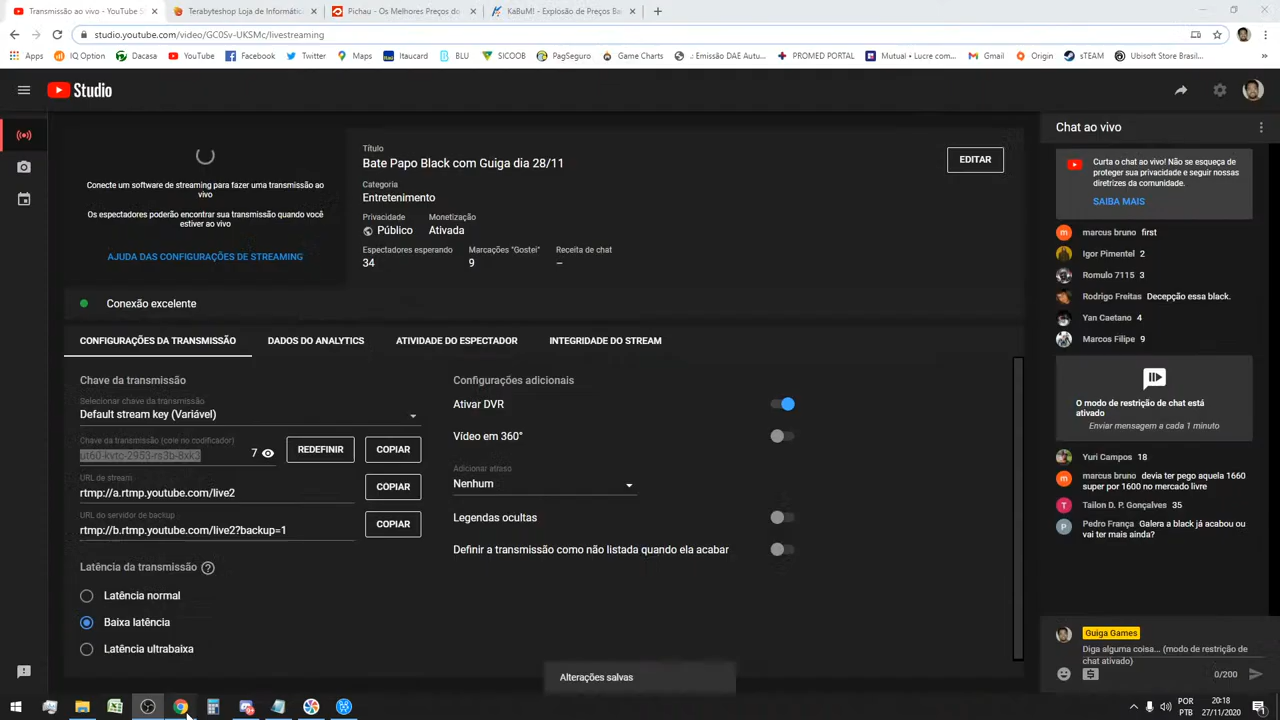 Transmissão ao vivo - YouTube S
Terabyteshop Loja de Informátic
Pichau - Os Melhores Preços do
KaBuM! - Explosão de Preços Ba
studio.youtube.com/video/GC0Sv-UKSMc/livestreaming
Apps
IQ Option
YouTube
Facebook
Twitter
Maps
Itaucard
BLU
SICOOB
PagSeguro
Game Charts
.: Emissão DAE Autu...
PROMED PORTAL
Mutual • Lucre com...
Gmail
Origin
sTEAM
Ubisoft Store Brasil...
Studio
Conecte um software de streaming para fazer uma transmissão ao
vivo
Os espectadores poderão encontrar sua transmissão quando você
estiver ao vivo
AJUDA DAS CONFIGURAÇÕES DE STREAMING
Título
Bate Papo Black com Guiga dia 28/11
EDITAR
Categoria
Entretenimento
Privacidade
Monetização
Público
Ativada
Espectadores esperando
Marcações "Gostei"
Receita de chat
34
9
–
Conexão excelente
CONFIGURAÇÕES DA TRANSMISSÃO
DADOS DO ANALYTICS
ATIVIDADE DO ESPECTADOR
INTEGRIDADE DO STREAM
Chave da transmissão
Selecionar chave da transmissão
Default stream key (Variável)
Chave da transmissão (cole no codificador)
ut60-kvtc-2953-rs3b-8xk3
7
REDEFINIR
COPIAR
URL de stream
rtmp://a.rtmp.youtube.com/live2
COPIAR
URL do servidor de backup
rtmp://b.rtmp.youtube.com/live2?backup=1
COPIAR
Latência da transmissão
Latência normal
Baixa latência
Latência ultrabaixa
Configurações adicionais
Ativar DVR
Vídeo em 360°
Adicionar atraso
Nenhum
Legendas ocultas
Definir a transmissão como não listada quando ela acabar
Alterações salvas
Chat ao vivo
Curta o chat ao vivo! Não se esqueça de
proteger sua privacidade e seguir nossas
diretrizes da comunidade.
SAIBA MAIS
marcus bruno first
Igor Pimentel 2
Romulo 7115 3
Rodrigo Freitas Decepção essa black.
Yan Caetano 4
Marcos Filipe 9
O modo de restrição de chat está
ativado
Enviar mensagem a cada 1 minuto
Yuri Campos 18
marcus bruno devia ter pego aquela 1660
super por 1600 no mercado livre
Tailon D. P. Gonçalves 35
Pedro França Galera a black já acabou ou
vai ter mais ainda?
Guiga Games
Diga alguma coisa... (modo de restrição de
chat ativado)
0/200
POR
PTB
20:18
27/11/2020